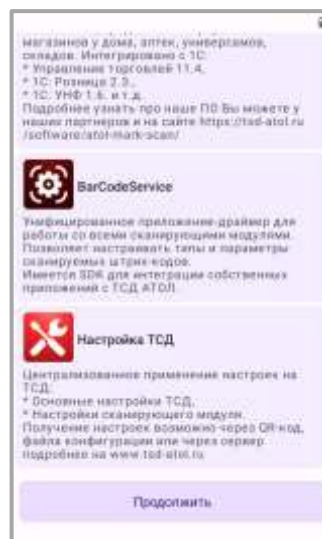 магазинов у дома, аптек, универсамов,
складов. Интегрировано с 1С:
* Управление торговлей 11.4,
* 1С: Розница 2.3.,
* 1С: УНФ 1.6. и т.д.
Подробнее узнать про наше ПО Вы можете у
наших партнеров и на сайте https://tsd-atol.ru
/software/atol-mark-scan/
BarCodeService
Унифицированное приложение-драйвер для
работы со всеми сканирующими модулями.
Позволяет настраивать типы и параметры
сканируемых штрих-кодов.
Имеется SDK для интеграции собственных
приложений с ТСД АТОЛ.
Настройка ТСД
Централизованное применение настроек на
ТСД:
* Основные настройки ТСД,
* Настройки сканирующего модуля.
Получение настроек возможно через QR-код,
файла конфигурации или через сервер
подробнее на www.tsd-atol.ru
Продолжить